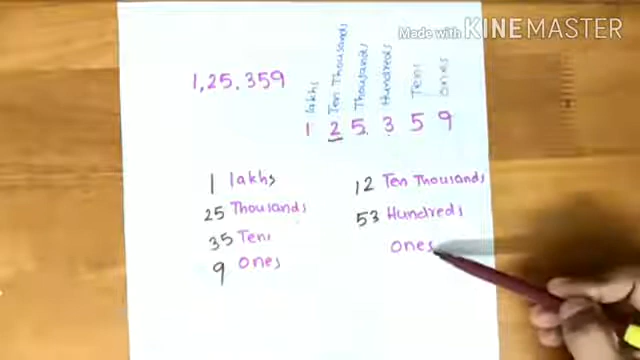 Made with KINEMASTER
1,25,359
lakhs Ten Thousands Thousands Hundreds Tens ones
1 2 5 3 5 9
1 lakhs
25 Thousands
35 Tens
9 Ones
12 Ten Thousands
53 Hundreds
Ones